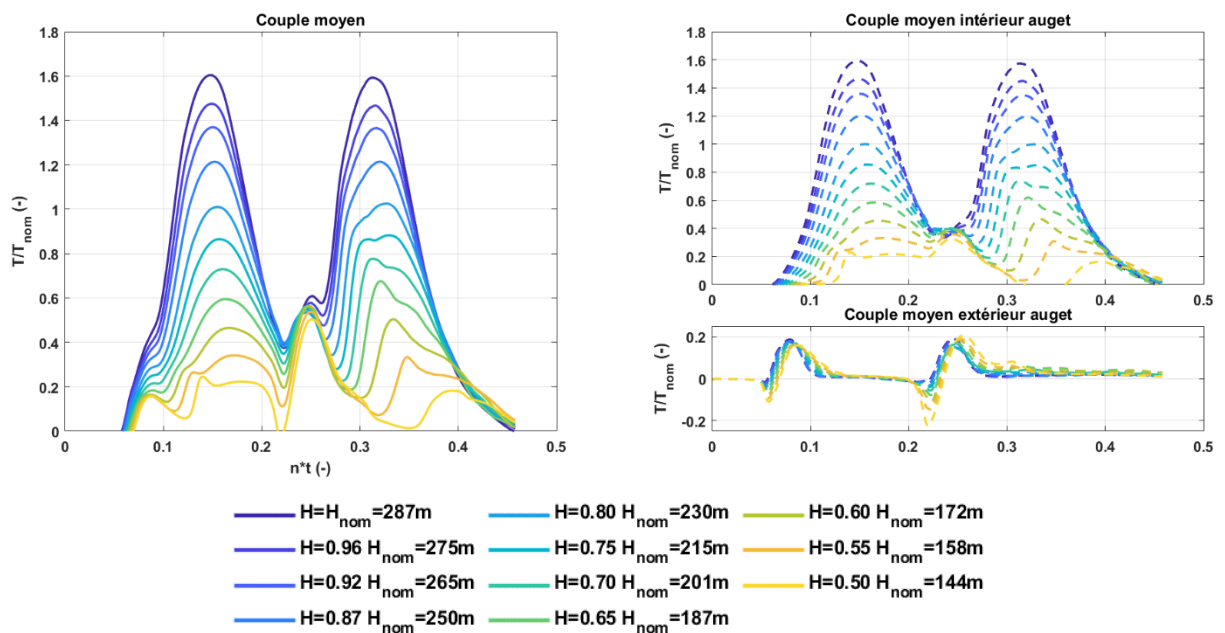 Couple moyen
1.8
1.6
1.4
1.2
1
0.8
0.6
0.4
0.2
0
T/T_nom (-)
0 0.1 0.2 0.3 0.4 0.5
n*t (-)
Couple moyen intérieur auget
1.8
1.6
1.4
1.2
1
0.8
0.6
0.4
0.2
0
T/T_nom (-)
0 0.1 0.2 0.3 0.4 0.5
Couple moyen extérieur auget
0.2
0
-0.2
T/T_nom (-)
0 0.1 0.2 0.3 0.4 0.5
H=H_nom=287m
H=0.96 H_nom=275m
H=0.92 H_nom=265m
H=0.87 H_nom=250m
H=0.80 H_nom=230m
H=0.75 H_nom=215m
H=0.70 H_nom=201m
H=0.65 H_nom=187m
H=0.60 H_nom=172m
H=0.55 H_nom=158m
H=0.50 H_nom=144m